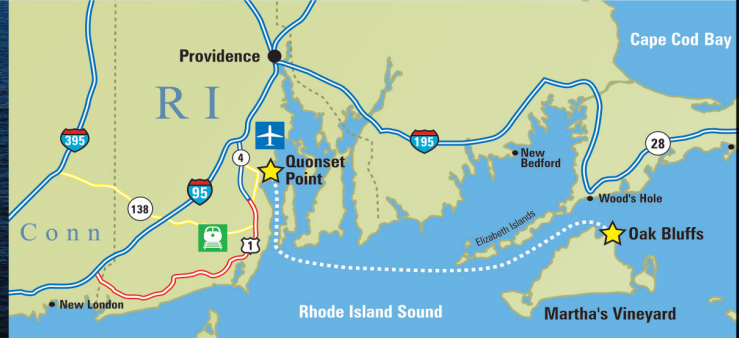 Cape Cod Bay
Providence
RI
395
195
28
4
New
Bedford
Quonset
Point
95
138
Wood's Hole
Elizabeth Islands
Conn
1
Oak Bluffs
New London
Rhode Island Sound
Martha's Vineyard